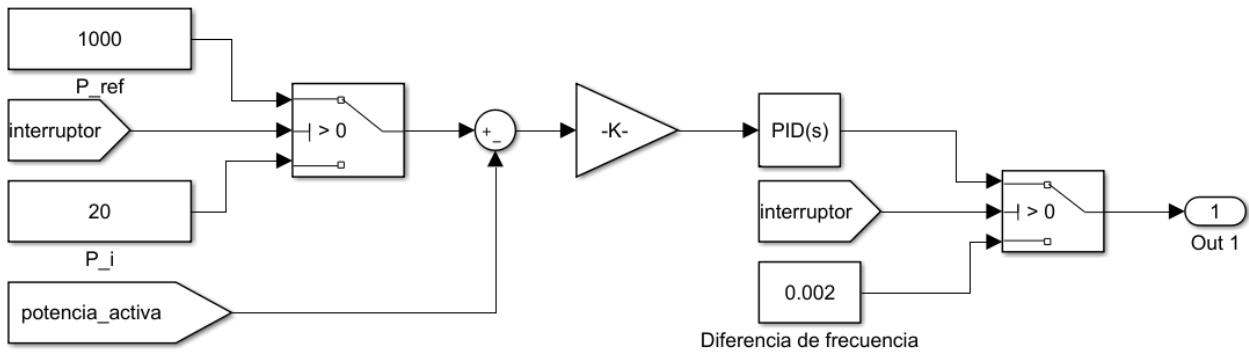 1000
P_ref
interruptor
> 0
20
P_i
potencia_activa
+
-
-K-
PID(s)
interruptor
> 0
0.002
Diferencia de frecuencia
1
Out 1